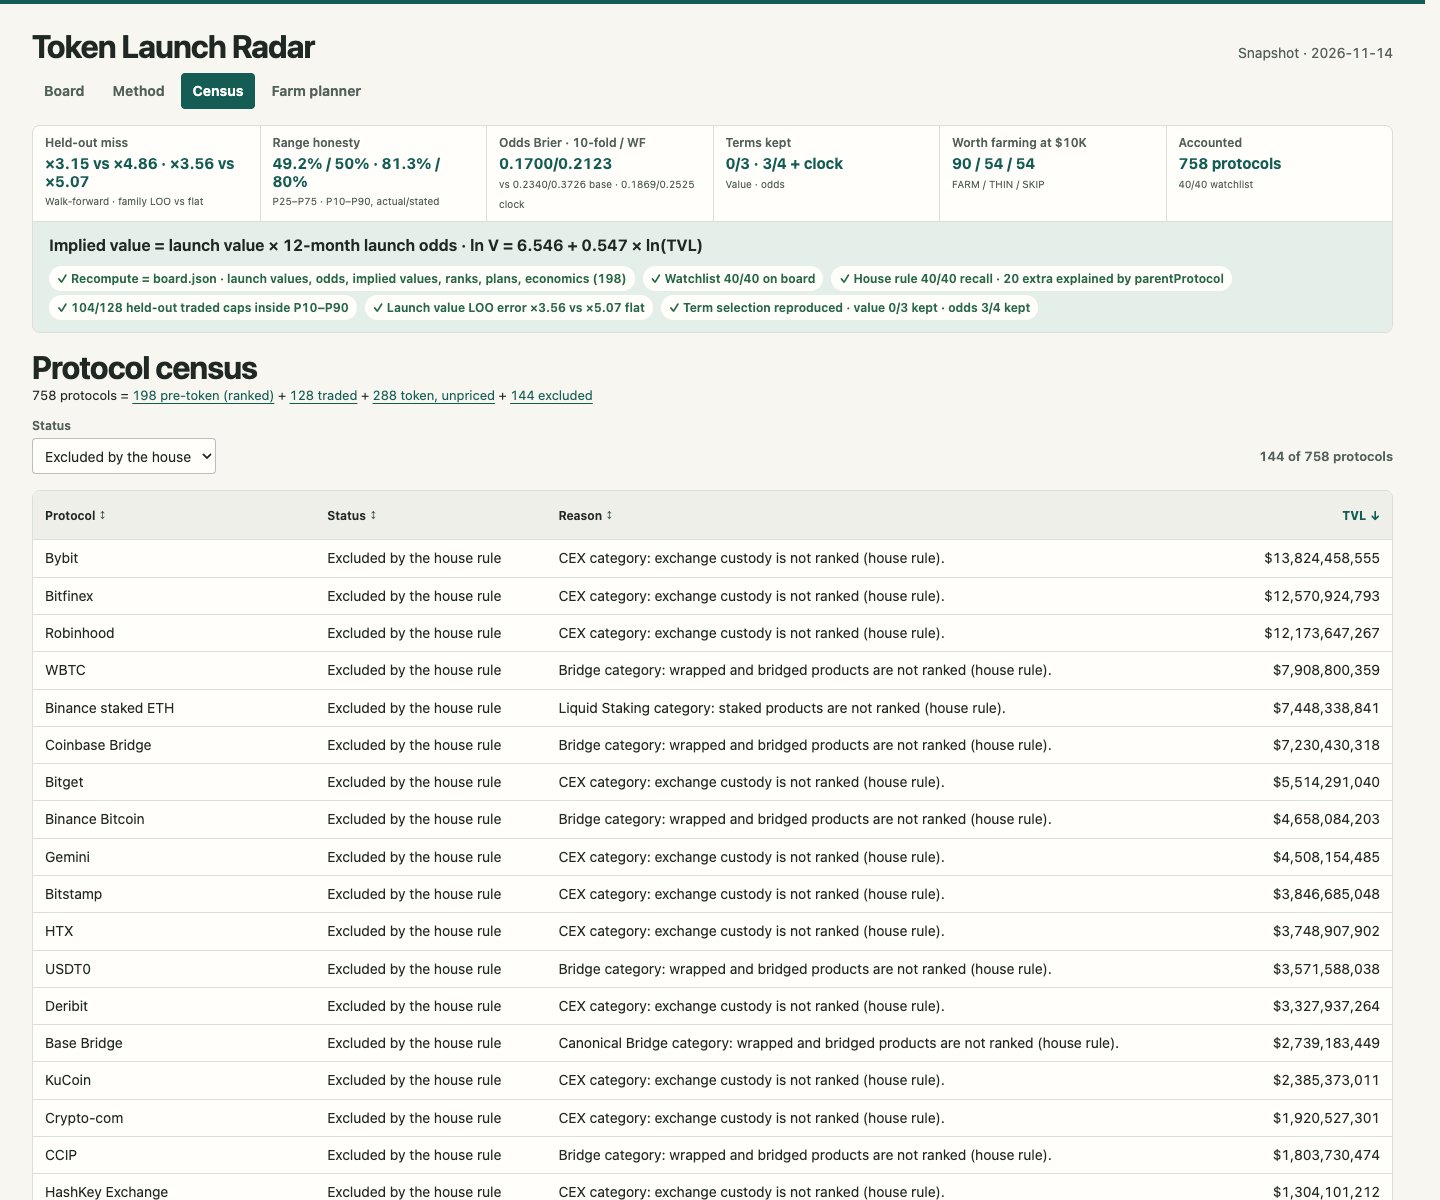 Token Launch Radar
Snapshot · 2026-11-14
Board Method Census Farm planner
Held-out miss
×3.15 vs ×4.86 · ×3.56 vs
×5.07
Walk-forward · family LOO vs flat
Range honesty
49.2% / 50% · 81.3% /
80%
P25–P75 · P10–P90, actual/stated
Odds Brier · 10-fold / WF
0.1700/0.2123
vs 0.2340/0.3726 base · 0.1869/0.2525
clock
Terms kept
0/3 · 3/4 + clock
Value · odds
Worth farming at $10K
90 / 54 / 54
FARM / THIN / SKIP
Accounted
758 protocols
40/40 watchlist
Implied value = launch value × 12-month launch odds · ln V = 6.546 + 0.547 × ln(TVL)
✓ Recompute = board.json · launch values, odds, implied values, ranks, plans, economics (198) ✓ Watchlist 40/40 on board ✓ House rule 40/40 recall · 20 extra explained by parentProtocol
✓ 104/128 held-out traded caps inside P10–P90 ✓ Launch value LOO error ×3.56 vs ×5.07 flat ✓ Term selection reproduced · value 0/3 kept · odds 3/4 kept
Protocol census
758 protocols = 198 pre-token (ranked) + 128 traded + 288 token, unpriced + 144 excluded
Status
Excluded by the house
144 of 758 protocols
Protocol ↕ Status ↕ Reason ↕ TVL ↓
Bybit Excluded by the house rule CEX category: exchange custody is not ranked (house rule). $13,824,458,555
Bitfinex Excluded by the house rule CEX category: exchange custody is not ranked (house rule). $12,570,924,793
Robinhood Excluded by the house rule CEX category: exchange custody is not ranked (house rule). $12,173,647,267
WBTC Excluded by the house rule Bridge category: wrapped and bridged products are not ranked (house rule). $7,908,800,359
Binance staked ETH Excluded by the house rule Liquid Staking category: staked products are not ranked (house rule). $7,448,338,841
Coinbase Bridge Excluded by the house rule Bridge category: wrapped and bridged products are not ranked (house rule). $7,230,430,318
Bitget Excluded by the house rule CEX category: exchange custody is not ranked (house rule). $5,514,291,040
Binance Bitcoin Excluded by the house rule Bridge category: wrapped and bridged products are not ranked (house rule). $4,658,084,203
Gemini Excluded by the house rule CEX category: exchange custody is not ranked (house rule). $4,508,154,485
Bitstamp Excluded by the house rule CEX category: exchange custody is not ranked (house rule). $3,846,685,048
HTX Excluded by the house rule CEX category: exchange custody is not ranked (house rule). $3,748,907,902
USDT0 Excluded by the house rule Bridge category: wrapped and bridged products are not ranked (house rule). $3,571,588,038
Deribit Excluded by the house rule CEX category: exchange custody is not ranked (house rule). $3,327,937,264
Base Bridge Excluded by the house rule Canonical Bridge category: wrapped and bridged products are not ranked (house rule). $2,739,183,449
KuCoin Excluded by the house rule CEX category: exchange custody is not ranked (house rule). $2,385,373,011
Crypto-com Excluded by the house rule CEX category: exchange custody is not ranked (house rule). $1,920,527,301
CCIP Excluded by the house rule Bridge category: wrapped and bridged products are not ranked (house rule). $1,803,730,474
HashKey Exchange Excluded by the house rule CEX category: exchange custody is not ranked (house rule). $1,304,101,212